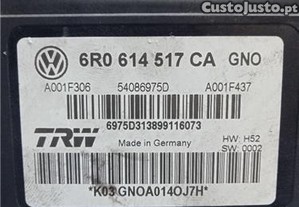 CustoJusto.pt
6R0 614 517 CA GNO
A001F306 54086975D A001F437
6975D313899116073
TRW Made in Germany HW: H52
SW: 0002
*K03 GNOA014OJ7H*